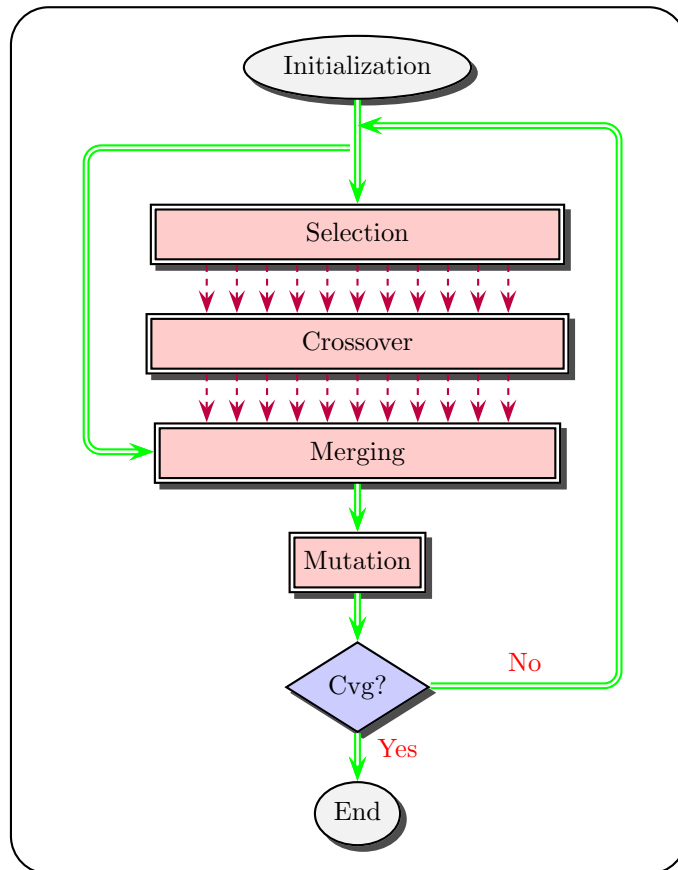 Initialization
Selection
Crossover
Merging
Mutation
Cvg?
No
Yes
End